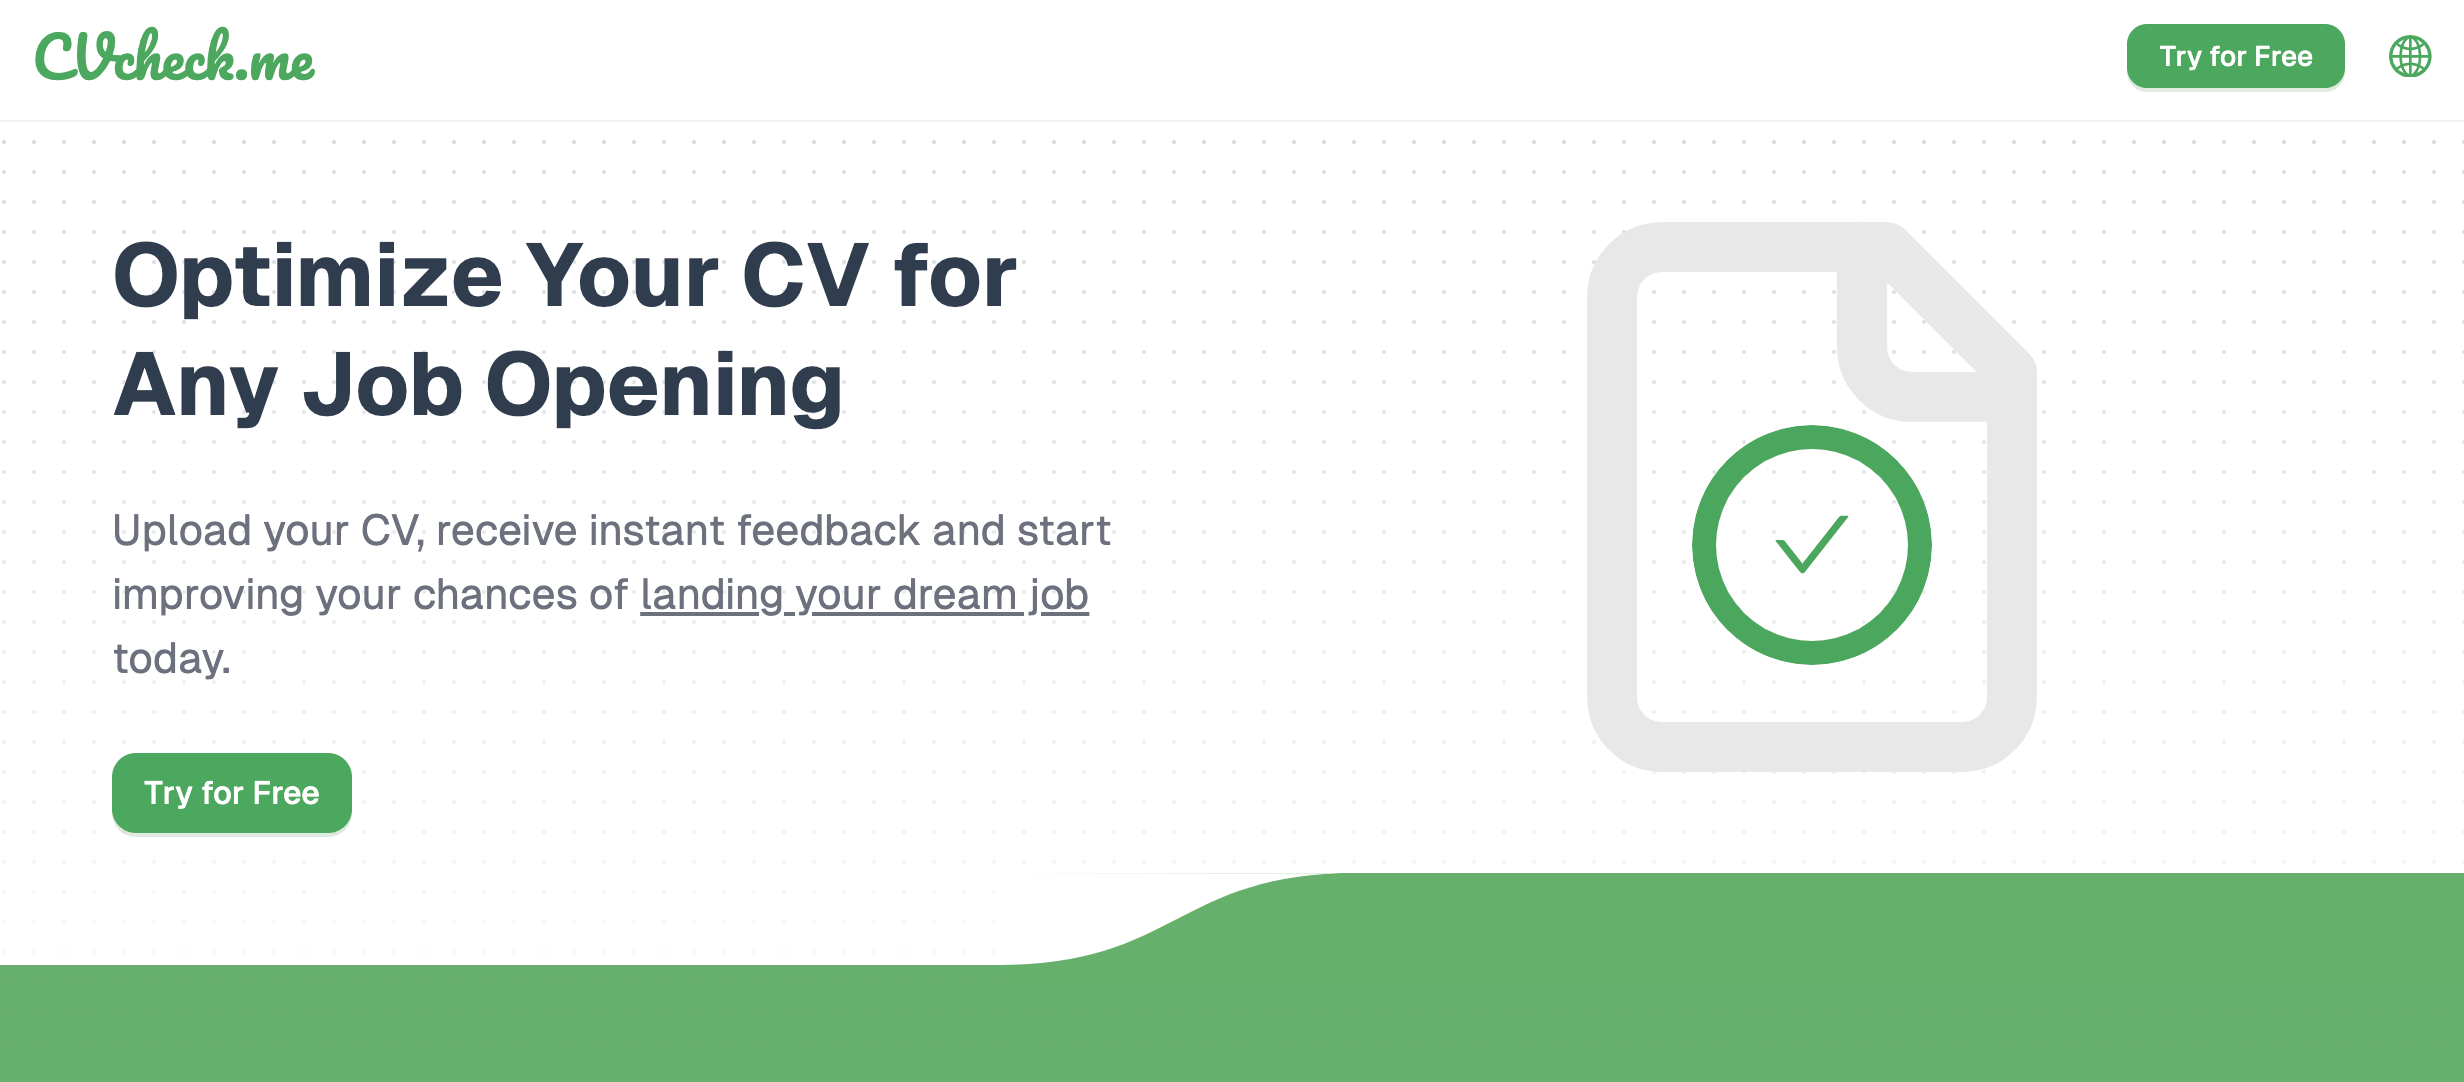 CVcheck.me
Try for Free
Optimize Your CV for
Any Job Opening
Upload your CV, receive instant feedback and start
improving your chances of landing your dream job
today.
Try for Free